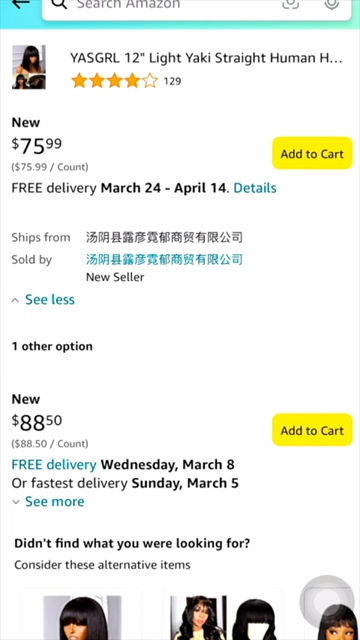 Search Amazon
YASGRL 12" Light Yaki Straight Human H...
129
New
$75⁹⁹
($75.99 / Count)
Add to Cart
FREE delivery March 24 - April 14. Details
Ships from 汤阴县露彦霓郁商贸有限公司
Sold by 汤阴县露彦霓郁商贸有限公司
New Seller
See less
1 other option
New
$88⁵⁰
($88.50 / Count)
Add to Cart
FREE delivery Wednesday, March 8
Or fastest delivery Sunday, March 5
See more
Didn't find what you were looking for?
Consider these alternative items